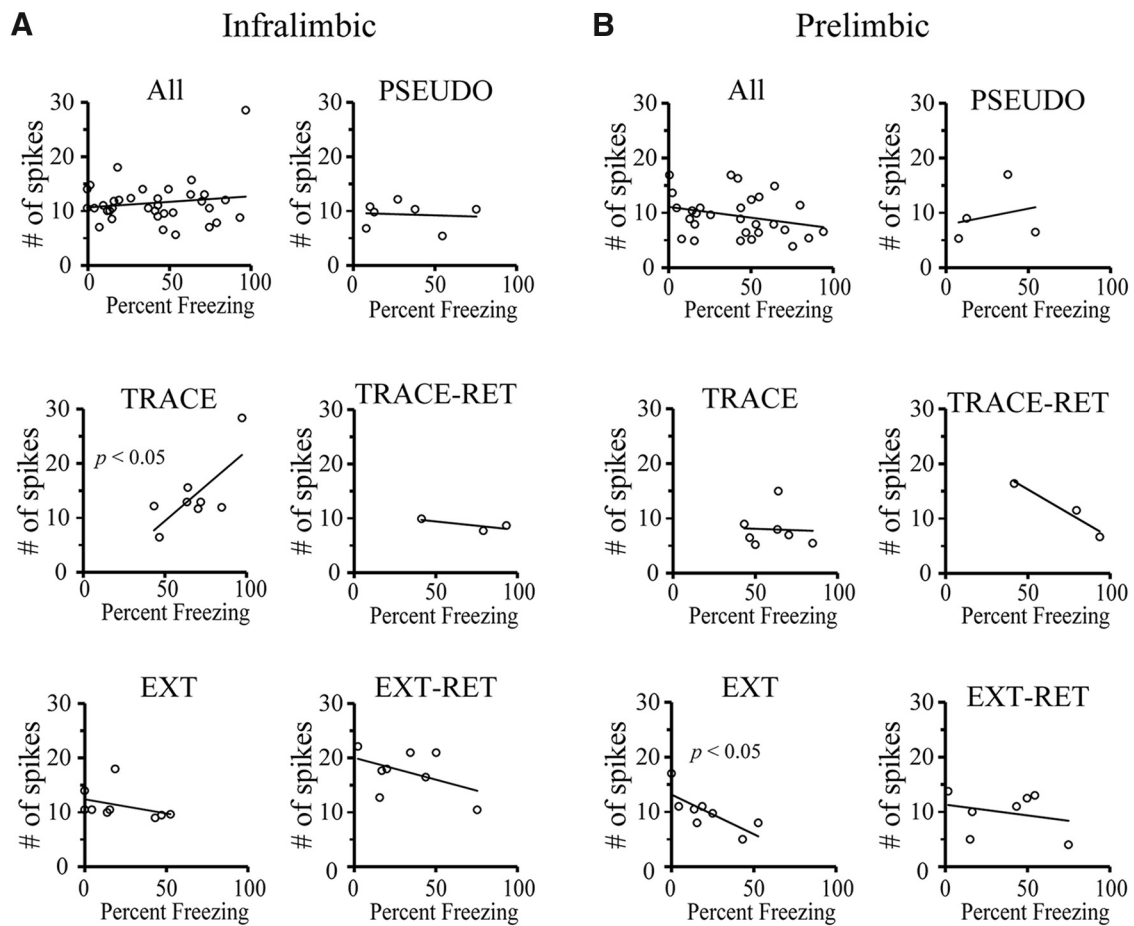 A Infralimbic B Prelimbic
All PSEUDO All PSEUDO
# of spikes # of spikes # of spikes # of spikes
30 30 30 30
20 20 20 20
10 10 10 10
0 0 0 0
0 50 100 0 50 100 0 50 100 0 50 100
Percent Freezing Percent Freezing Percent Freezing Percent Freezing
TRACE TRACE-RET TRACE TRACE-RET
# of spikes # of spikes # of spikes # of spikes
30 30 30 30
p < 0.05
20 20 20 20
10 10 10 10
0 0 0 0
0 50 100 0 50 100 0 50 100 0 50 100
Percent Freezing Percent Freezing Percent Freezing Percent Freezing
EXT EXT-RET EXT EXT-RET
# of spikes # of spikes # of spikes # of spikes
30 30 30 30
p < 0.05
20 20 20 20
10 10 10 10
0 0 0 0
0 50 100 0 50 100 0 50 100 0 50 100
Percent Freezing Percent Freezing Percent Freezing Percent Freezing